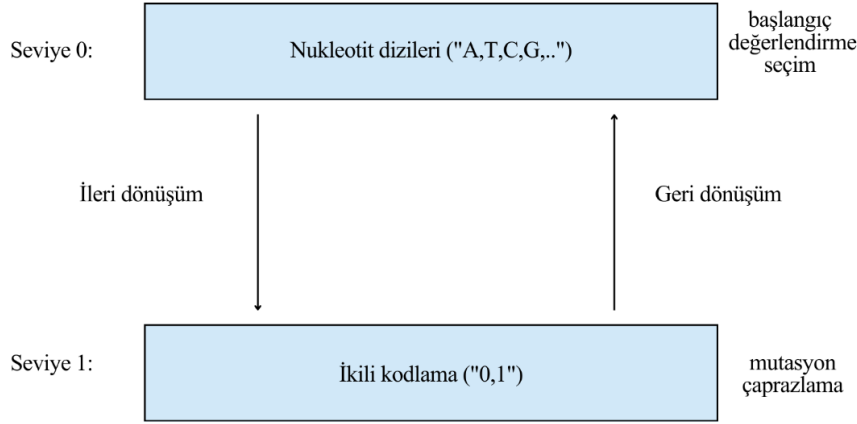 Seviye 0:
Nukleotit dizileri ("A,T,C,G,..")
başlangıç
değerlendirme
seçim
İleri dönüşüm
Geri dönüşüm
Seviye 1:
İkili kodlama ("0,1")
mutasyon
çaprazlama